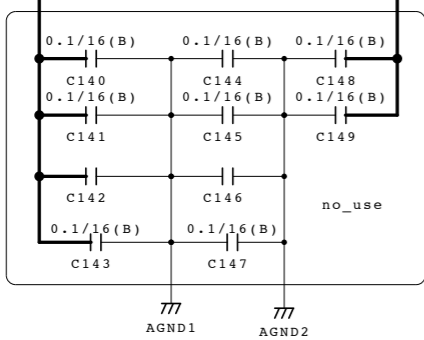 0.1/16(B) 0.1/16(B) 0.1/16(B)
C140 C144 C148
0.1/16(B) 0.1/16(B) 0.1/16(B)
C141 C145 C149
C142 C146
no_use
0.1/16(B) 0.1/16(B)
C143 C147
AGND1 AGND2